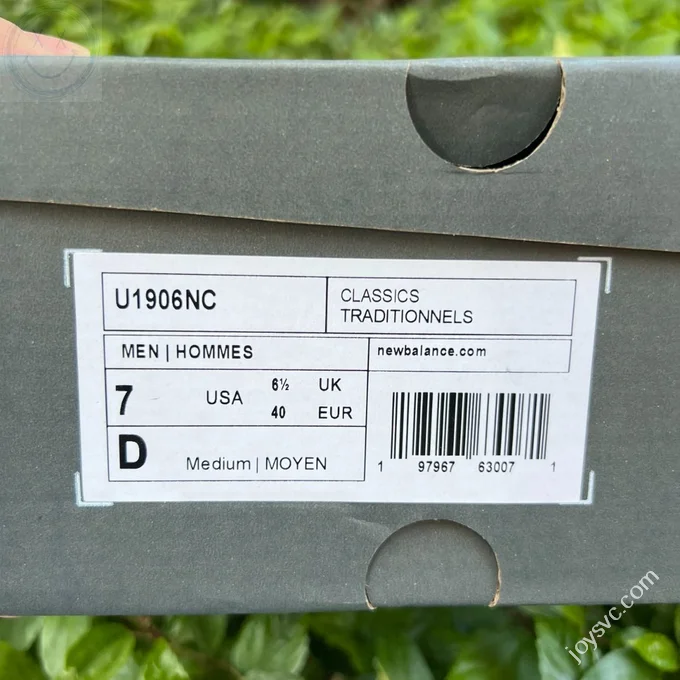 U1906NC
CLASSICS
TRADITIONNELS
MEN | HOMMES
newbalance.com
7 USA 6½ UK
40 EUR
D Medium | MOYEN
1 97967 63007 1
joysvc.com